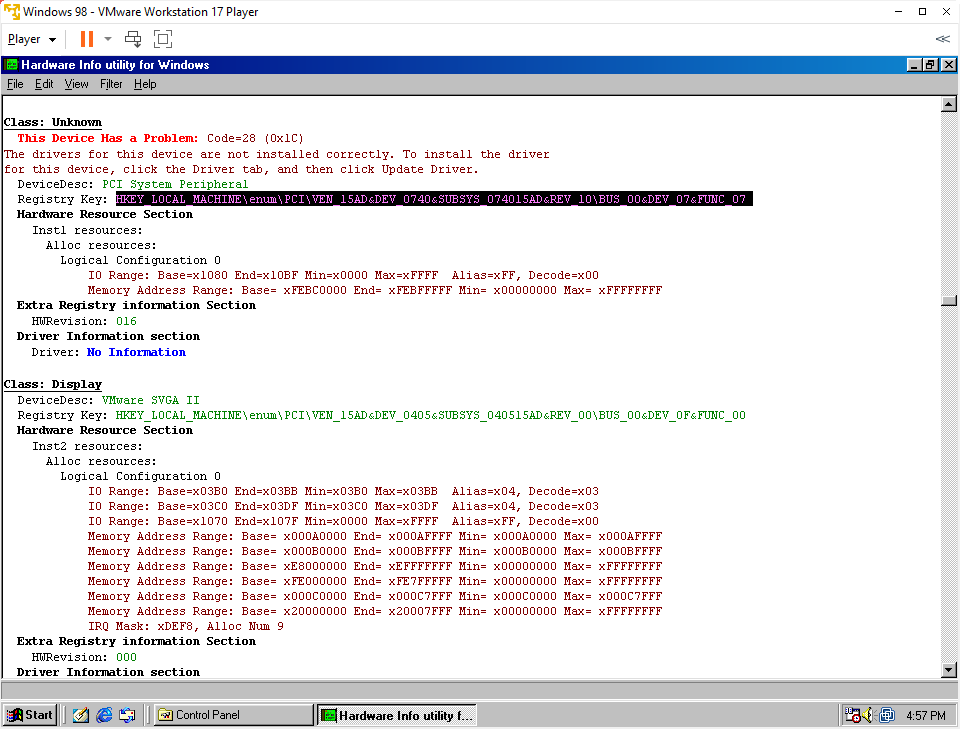 Windows 98 - VMware Workstation 17 Player
Player
Hardware Info utility for Windows
File Edit View Filter Help
Class: Unknown
This Device Has a Problem: Code=28 (0x1C)
The drivers for this device are not installed correctly. To install the driver
for this device, click the Driver tab, and then click Update Driver.
DeviceDesc: PCI System Peripheral
Registry Key: HKEY_LOCAL_MACHINE\enum\PCI\VEN_15AD&DEV_0740&SUBSYS_074015AD&REV_10\BUS_00&DEV_07&FUNC_07
Hardware Resource Section
Inst1 resources:
Alloc resources:
Logical Configuration 0
IO Range: Base=x1080 End=x10BF Min=x0000 Max=xFFFF Alias=xFF, Decode=x00
Memory Address Range: Base= xFEBC0000 End= xFEBFFFFF Min= x00000000 Max= xFFFFFFFF
Extra Registry information Section
HWRevision: 016
Driver Information section
Driver: No Information
Class: Display
DeviceDesc: VMware SVGA II
Registry Key: HKEY_LOCAL_MACHINE\enum\PCI\VEN_15AD&DEV_0405&SUBSYS_040515AD&REV_00\BUS_00&DEV_0F&FUNC_00
Hardware Resource Section
Inst2 resources:
Alloc resources:
Logical Configuration 0
IO Range: Base=x03B0 End=x03BB Min=x03B0 Max=x03BB Alias=x04, Decode=x03
IO Range: Base=x03C0 End=x03DF Min=x03C0 Max=x03DF Alias=x04, Decode=x03
IO Range: Base=x1070 End=x107F Min=x0000 Max=xFFFF Alias=xFF, Decode=x00
Memory Address Range: Base= x000A0000 End= x000AFFFF Min= x000A0000 Max= x000AFFFF
Memory Address Range: Base= x000B0000 End= x000BFFFF Min= x000B0000 Max= x000BFFFF
Memory Address Range: Base= xE8000000 End= xEFFFFFFF Min= x00000000 Max= xFFFFFFFF
Memory Address Range: Base= xFE000000 End= xFE7FFFFF Min= x00000000 Max= xFFFFFFFF
Memory Address Range: Base= x000C0000 End= x000C7FFF Min= x000C0000 Max= x000C7FFF
Memory Address Range: Base= x20000000 End= x20007FFF Min= x00000000 Max= xFFFFFFFF
IRQ Mask: xDEF8, Alloc Num 9
Extra Registry information Section
HWRevision: 000
Driver Information section
Start Control Panel Hardware Info utility f... 4:57 PM